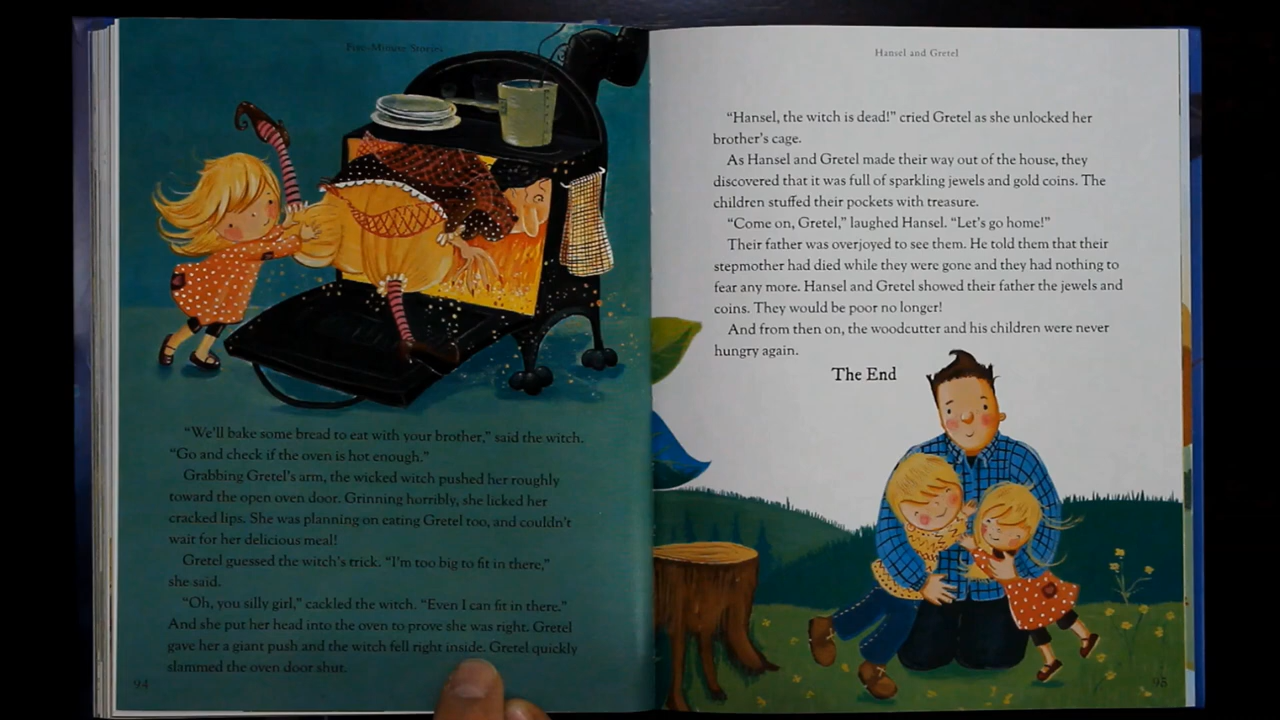 Five-Minute Stories
“We’ll bake some bread to eat with your brother,” said the witch.
“Go and check if the oven is hot enough.”
Grabbing Gretel’s arm, the wicked witch pushed her roughly
toward the open oven door. Grinning horribly, she licked her
cracked lips. She was planning on eating Gretel too, and couldn’t
wait for her delicious meal!
Gretel guessed the witch’s trick. “I’m too big to fit in there,”
she said.
“Oh, you silly girl,” cackled the witch. “Even I can fit in there.”
And she put her head into the oven to prove she was right. Gretel
gave her a giant push and the witch fell right inside. Gretel quickly
slammed the oven door shut.
94
Hansel and Gretel
“Hansel, the witch is dead!” cried Gretel as she unlocked her
brother’s cage.
As Hansel and Gretel made their way out of the house, they
discovered that it was full of sparkling jewels and gold coins. The
children stuffed their pockets with treasure.
“Come on, Gretel,” laughed Hansel. “Let’s go home!”
Their father was overjoyed to see them. He told them that their
stepmother had died while they were gone and they had nothing to
fear any more. Hansel and Gretel showed their father the jewels and
coins. They would be poor no longer!
And from then on, the woodcutter and his children were never
hungry again.
The End
95